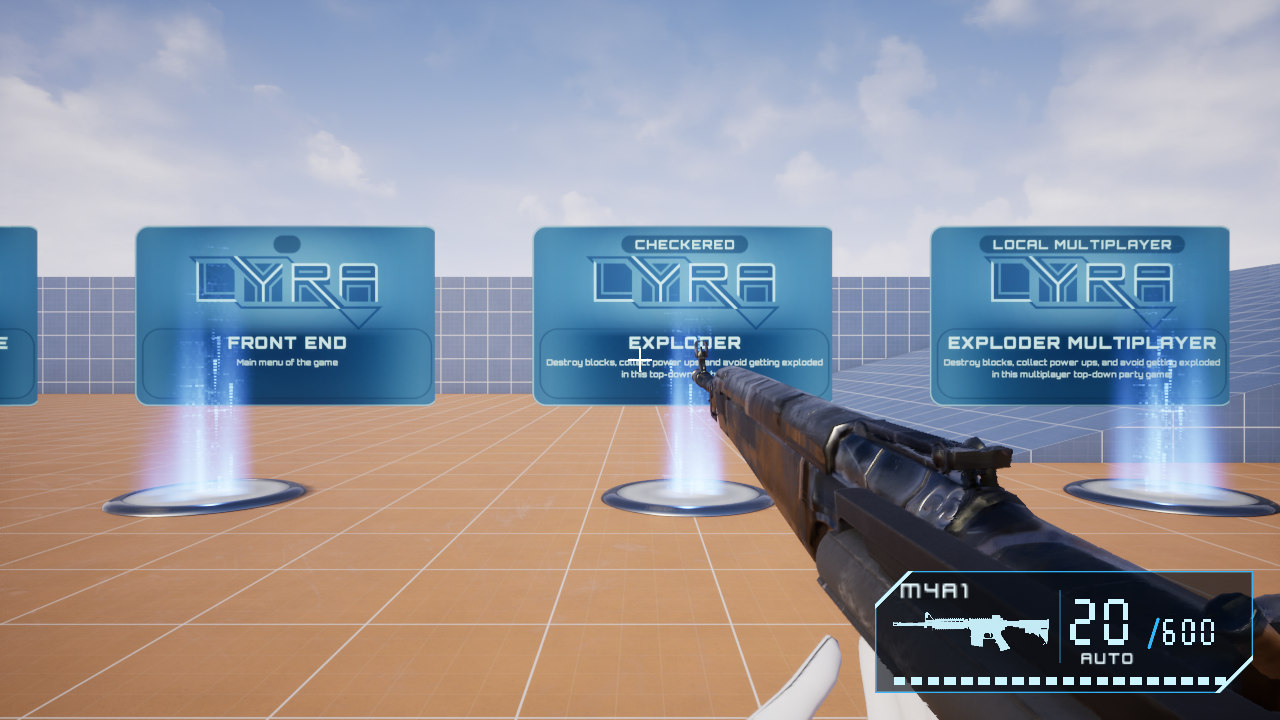 E
LYRA
FRONT END
Main menu of the game
CHECKERED
LYRA
EXPLODER
Destroy blocks, collect power ups and avoid getting exploded
in this top-down
LOCAL MULTIPLAYER
LYRA
EXPLODER MULTIPLAYER
Destroy blocks, collect power ups, and avoid getting exploded
in this multiplayer top-down party game
M4A1
20 /600
AUTO